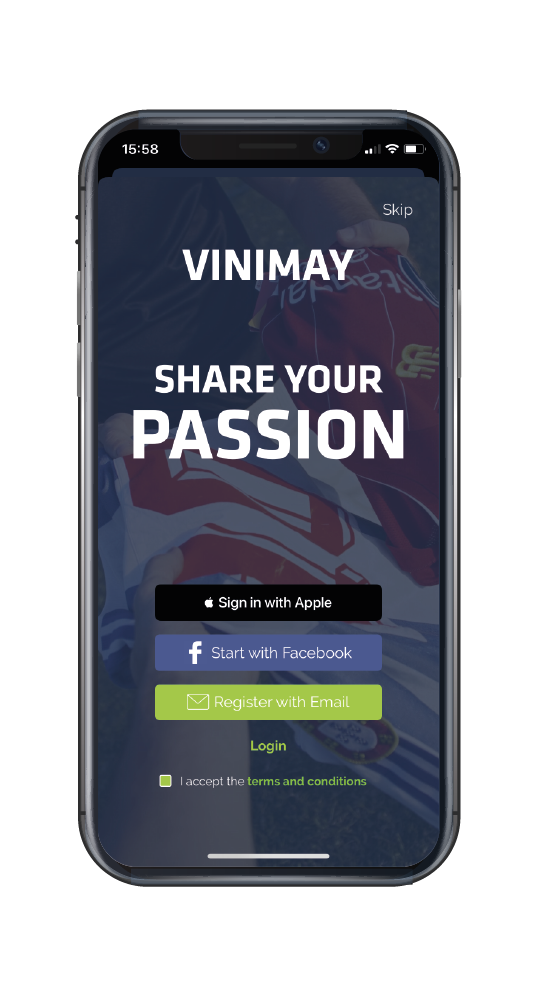 15:58
Skip
VINIMAY
SHARE YOUR
PASSION
Sign in with Apple
f Start with Facebook
Register with Email
Login
I accept the terms and conditions